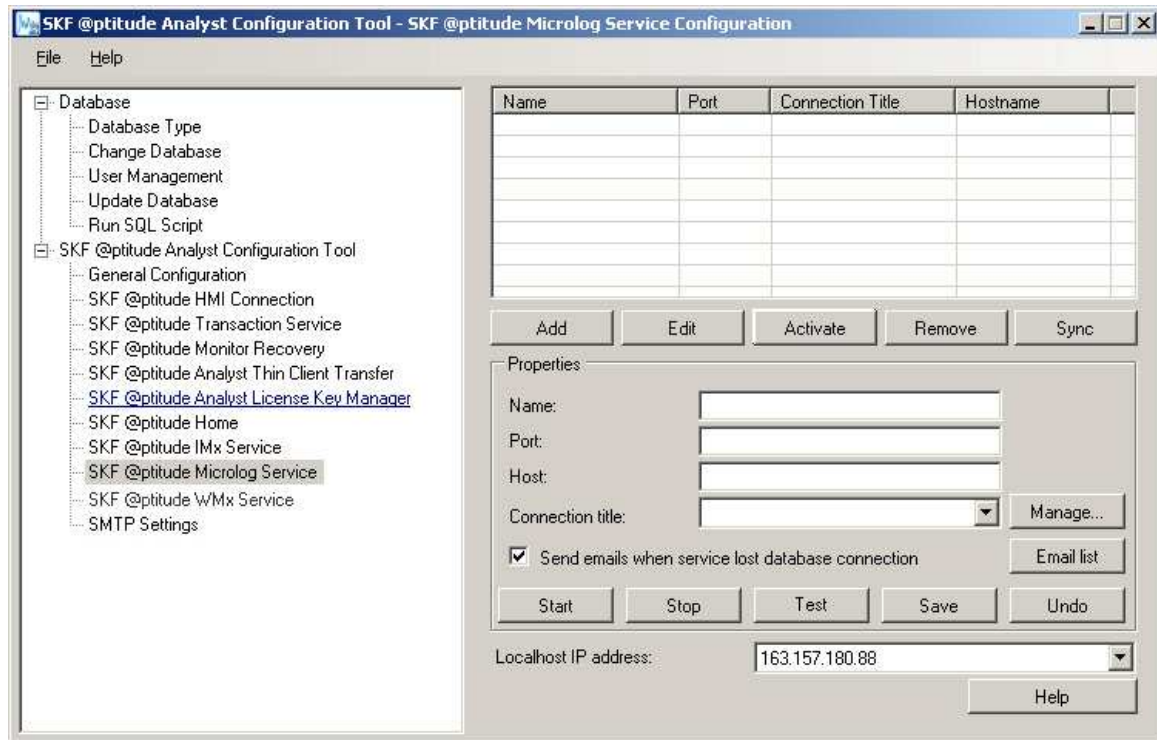 SKF @ptitude Analyst Configuration Tool - SKF @ptitude Microlog Service Configuration
File Help
Database
Database Type
Change Database
User Management
Update Database
Run SQL Script
SKF @ptitude Analyst Configuration Tool
General Configuration
SKF @ptitude HMI Connection
SKF @ptitude Transaction Service
SKF @ptitude Monitor Recovery
SKF @ptitude Analyst Thin Client Transfer
SKF @ptitude Analyst License Key Manager
SKF @ptitude Home
SKF @ptitude IMx Service
SKF @ptitude Microlog Service
SKF @ptitude WMx Service
SMTP Settings
Name Port Connection Title Hostname
Add Edit Activate Remove Sync
Properties
Name:
Port:
Host:
Connection title: Manage...
Send emails when service lost database connection Email list
Start Stop Test Save Undo
Localhost IP address: 163.157.180.88
Help